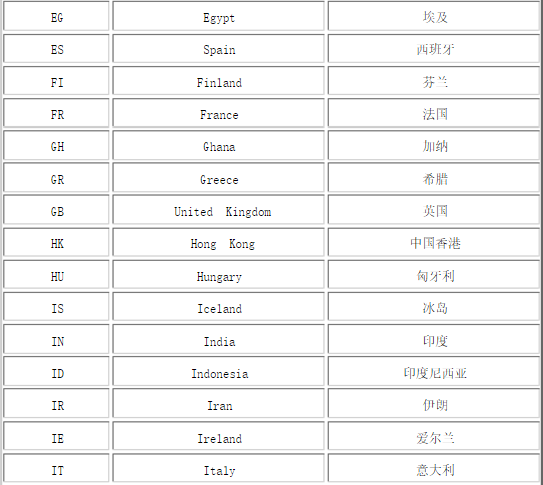 EG Egypt 埃及
ES Spain 西班牙
FI Finland 芬兰
FR France 法国
GH Ghana 加纳
GR Greece 希腊
GB United Kingdom 英国
HK Hong Kong 中国香港
HU Hungary 匈牙利
IS Iceland 冰岛
IN India 印度
ID Indonesia 印度尼西亚
IR Iran 伊朗
IE Ireland 爱尔兰
IT Italy 意大利